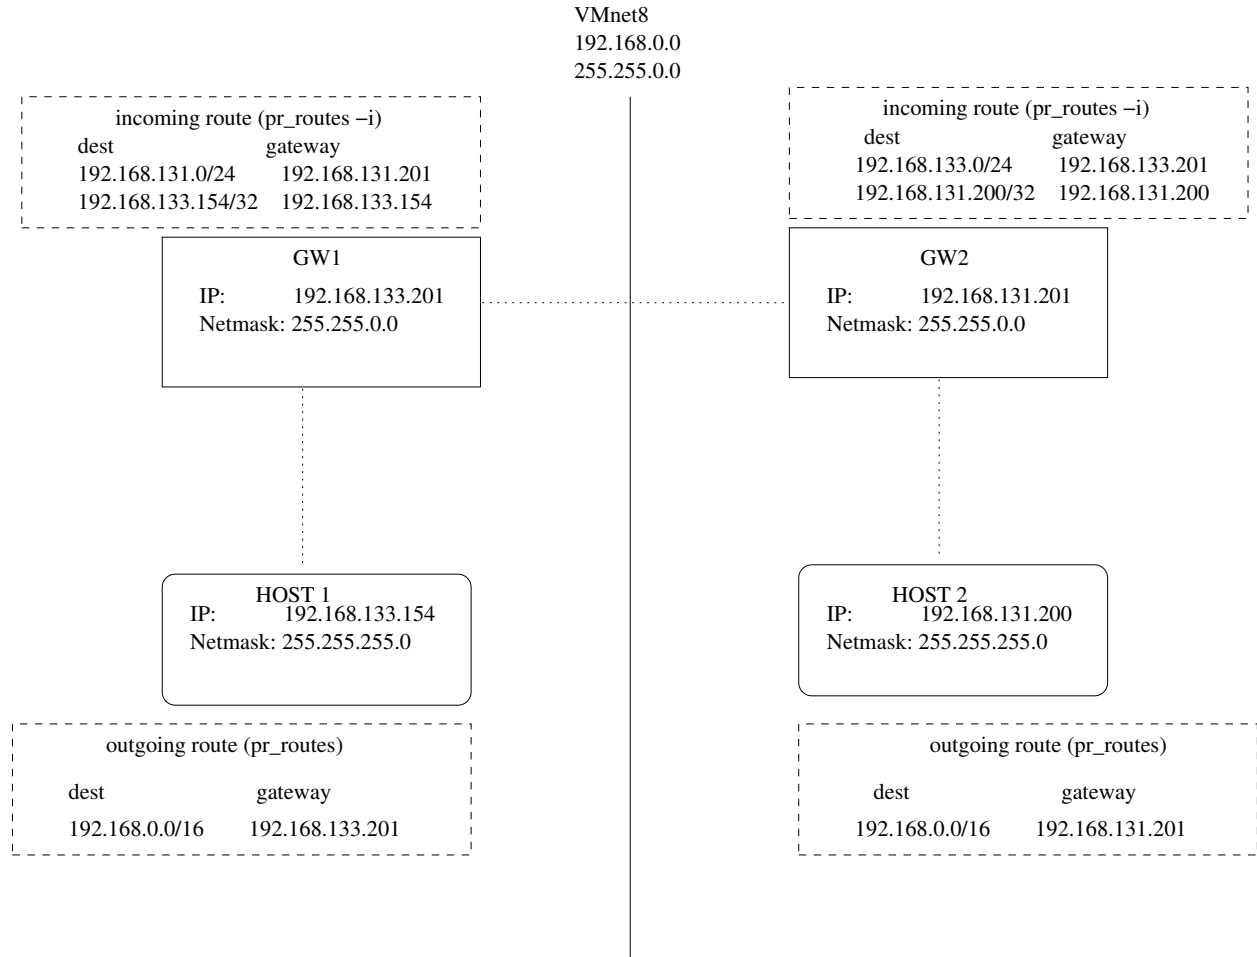 VMnet8
192.168.0.0
255.255.0.0
incoming route (pr_routes −i)
dest gateway
192.168.131.0/24 192.168.131.201
192.168.133.154/32 192.168.133.154
GW1
IP: 192.168.133.201
Netmask: 255.255.0.0
HOST 1
IP: 192.168.133.154
Netmask: 255.255.255.0
outgoing route (pr_routes)
dest gateway
192.168.0.0/16 192.168.133.201
incoming route (pr_routes −i)
dest gateway
192.168.133.0/24 192.168.133.201
192.168.131.200/32 192.168.131.200
GW2
IP: 192.168.131.201
Netmask: 255.255.0.0
HOST 2
IP: 192.168.131.200
Netmask: 255.255.255.0
outgoing route (pr_routes)
dest gateway
192.168.0.0/16 192.168.131.201